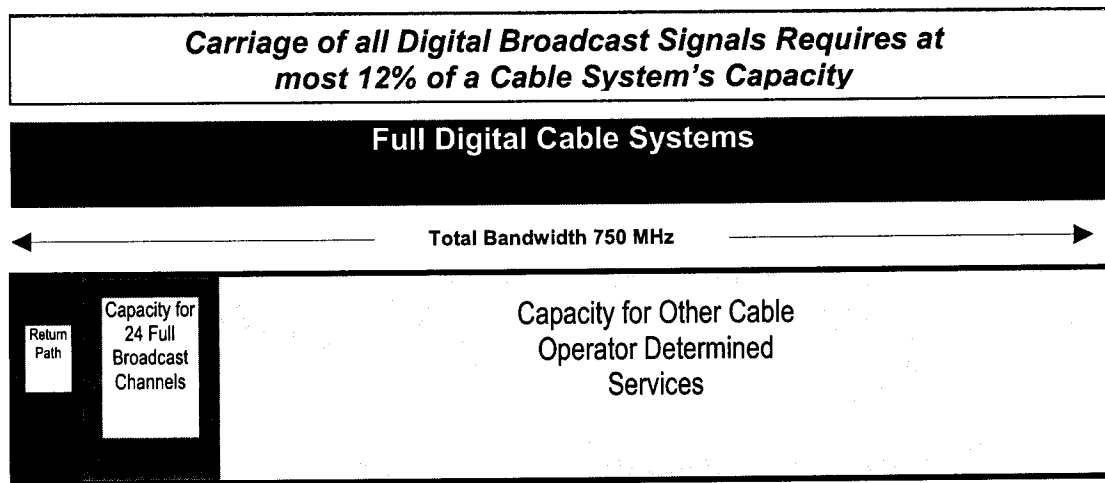 Carriage of all Digital Broadcast Signals Requires at
most 12% of a Cable System's Capacity
Full Digital Cable Systems
Total Bandwidth 750 MHz
Return
Path
Capacity for
24 Full
Broadcast
Channels
Capacity for Other Cable
Operator Determined
Services